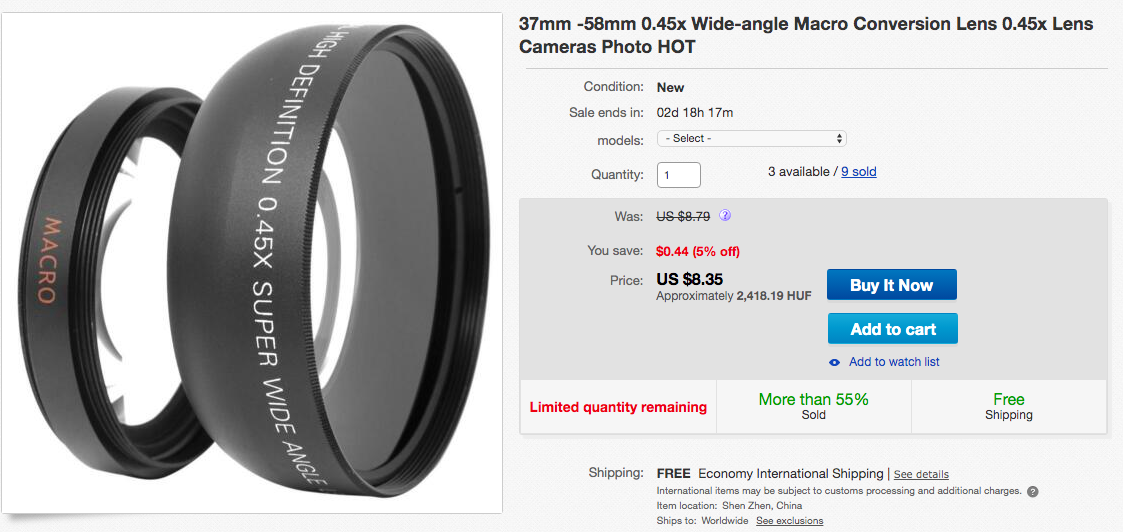 37mm -58mm 0.45x Wide-angle Macro Conversion Lens 0.45x Lens
Cameras Photo HOT
Condition: New
Sale ends in: 02d 18h 17m
models: - Select -
Quantity: 1 3 available / 9 sold
Was: US $8.79 ?
You save: $0.44 (5% off)
Price: US $8.35
Approximately 2,418.19 HUF
Buy It Now
Add to cart
Add to watch list
Limited quantity remaining
More than 55%
Sold
Free
Shipping
Shipping: FREE Economy International Shipping | See details
International items may be subject to customs processing and additional charges. ?
Item location: Shen Zhen, China
Ships to: Worldwide See exclusions
MACRO
HIGH DEFINITION 0.45X SUPER WIDE ANGLE